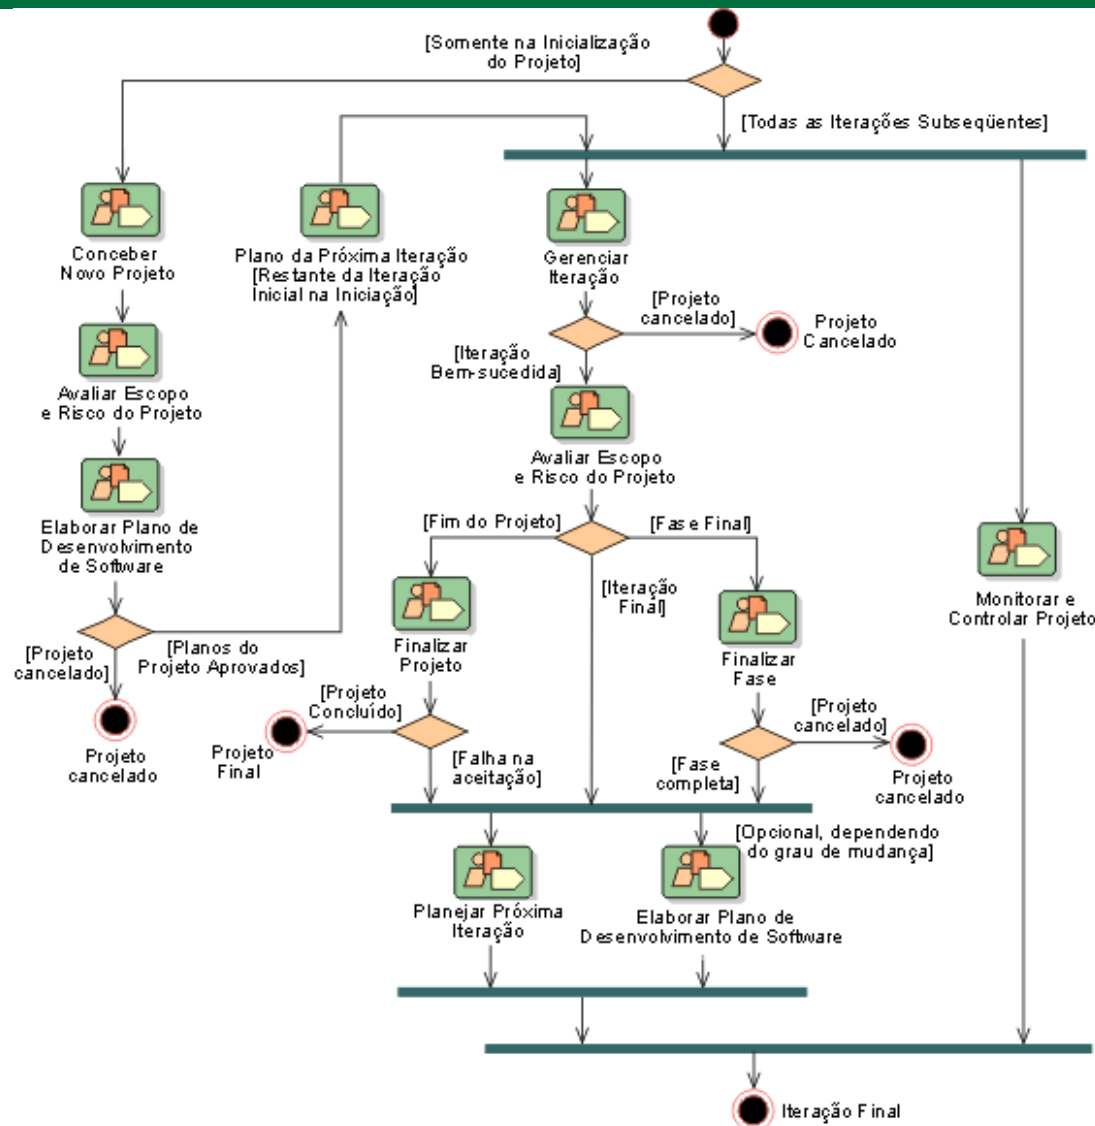 [Somente na Inicialização
do Projeto]
[Todas as Iterações Subseqüentes]
Conceber
Novo Projeto
Plano da Próxima Iteração
[Restante da Iteração
Inicial na Iniciação]
Gerenciar
Iteração
[Projeto
cancelado]
Projeto
Cancelado
[Iteração
Bem-sucedida]
Avaliar Escopo
e Risco do Projeto
Avaliar Escopo
e Risco do Projeto
Elaborar Plano de
Desenvolvimento
de Software
[Fim do Projeto]
[Fase Final]
[Iteração
Final]
Monitorar e
Controlar Projeto
Finalizar
Projeto
Finalizar
Fase
[Projeto
cancelado]
[Planos do
Projeto Aprovados]
Projeto
cancelado
[Projeto
Concluído]
Projeto
Final
[Falha na
aceitação]
[Projeto
cancelado]
[Fase
completa]
Projeto
cancelado
[Opcional, dependendo
do grau de mudança]
Planejar Próxima
Iteração
Elaborar Plano de
Desenvolvimento de Software
Iteração Final